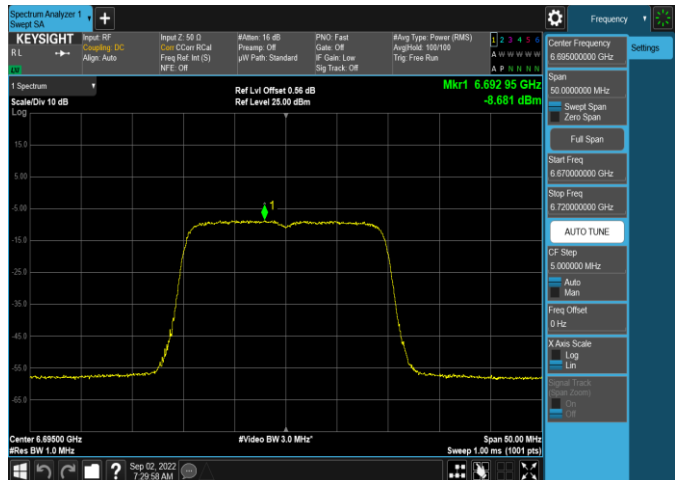 Spectrum Analyzer 1
Swept SA
+
Frequency
KEYSIGHT
RL
LV
Input: RF
Coupling: DC
Align: Auto
Input Z: 50 Ω
Corr CCorr RCal
Freq Ref: Int (S)
NFE: Off
#Atten: 16 dB
Preamp: Off
µW Path: Standard
PNO: Fast
Gate: Off
IF Gain: Low
Sig Track: Off
#Avg Type: Power (RMS)
Avg|Hold: 100/100
Trig: Free Run
1 2 3 4 5 6
A W W W W W
A P N N N N
1 Spectrum
Scale/Div 10 dB
Log
Ref Lvl Offset 0.56 dB
Ref Level 25.00 dBm
Mkr1 6.692 95 GHz
-8.681 dBm
15.0
5.00
-5.00
-15.0
-25.0
-35.0
-45.0
-55.0
-65.0
1
Center 6.69500 GHz
#Res BW 1.0 MHz
#Video BW 3.0 MHz*
Span 50.00 MHz
Sweep 1.00 ms (1001 pts)
Center Frequency
6.695000000 GHz
Span
50.0000000 MHz
Swept Span
Zero Span
Full Span
Start Freq
6.670000000 GHz
Stop Freq
6.720000000 GHz
AUTO TUNE
CF Step
5.000000 MHz
Auto
Man
Freq Offset
0 Hz
X Axis Scale
Log
Lin
Signal Track
(Span Zoom)
On
Off
Settings
?
Sep 02, 2022
7:29:58 AM